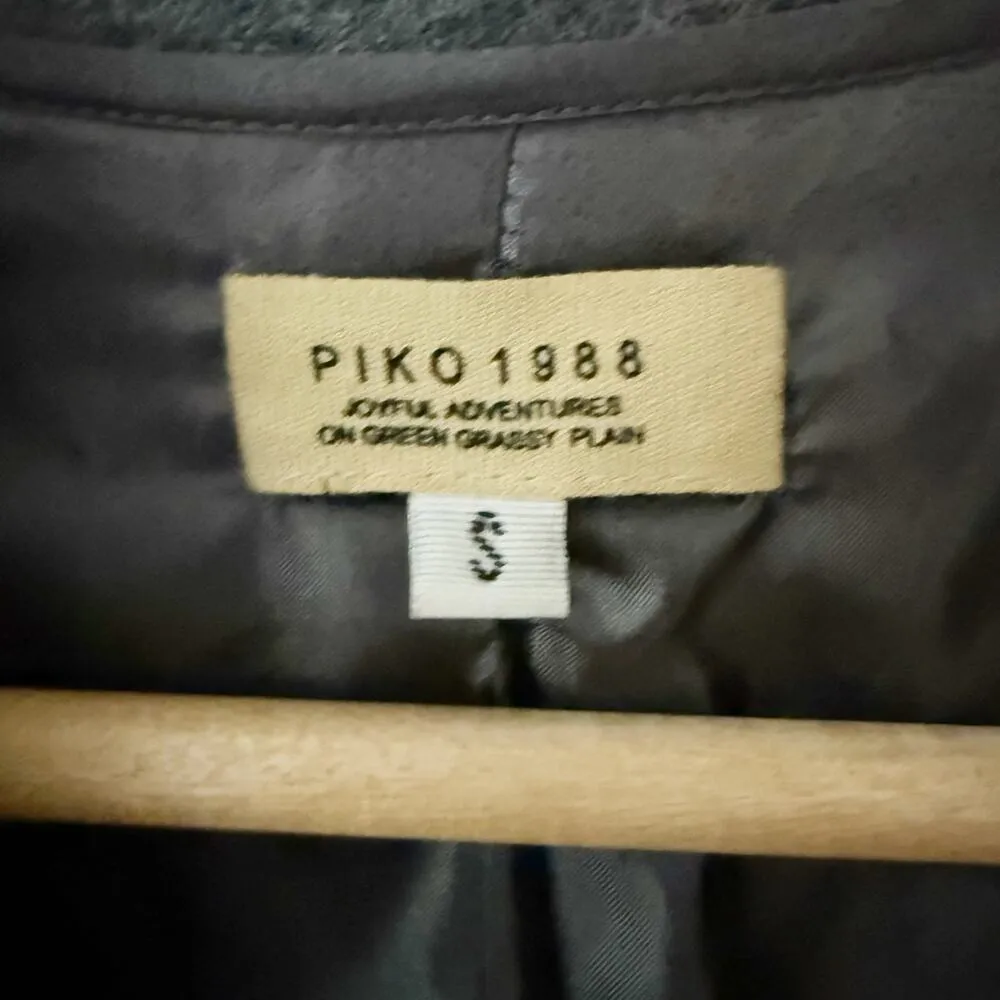 PIKO 1988
JOYFUL ADVENTURES
ON GREEN GRASSY PLAIN
S